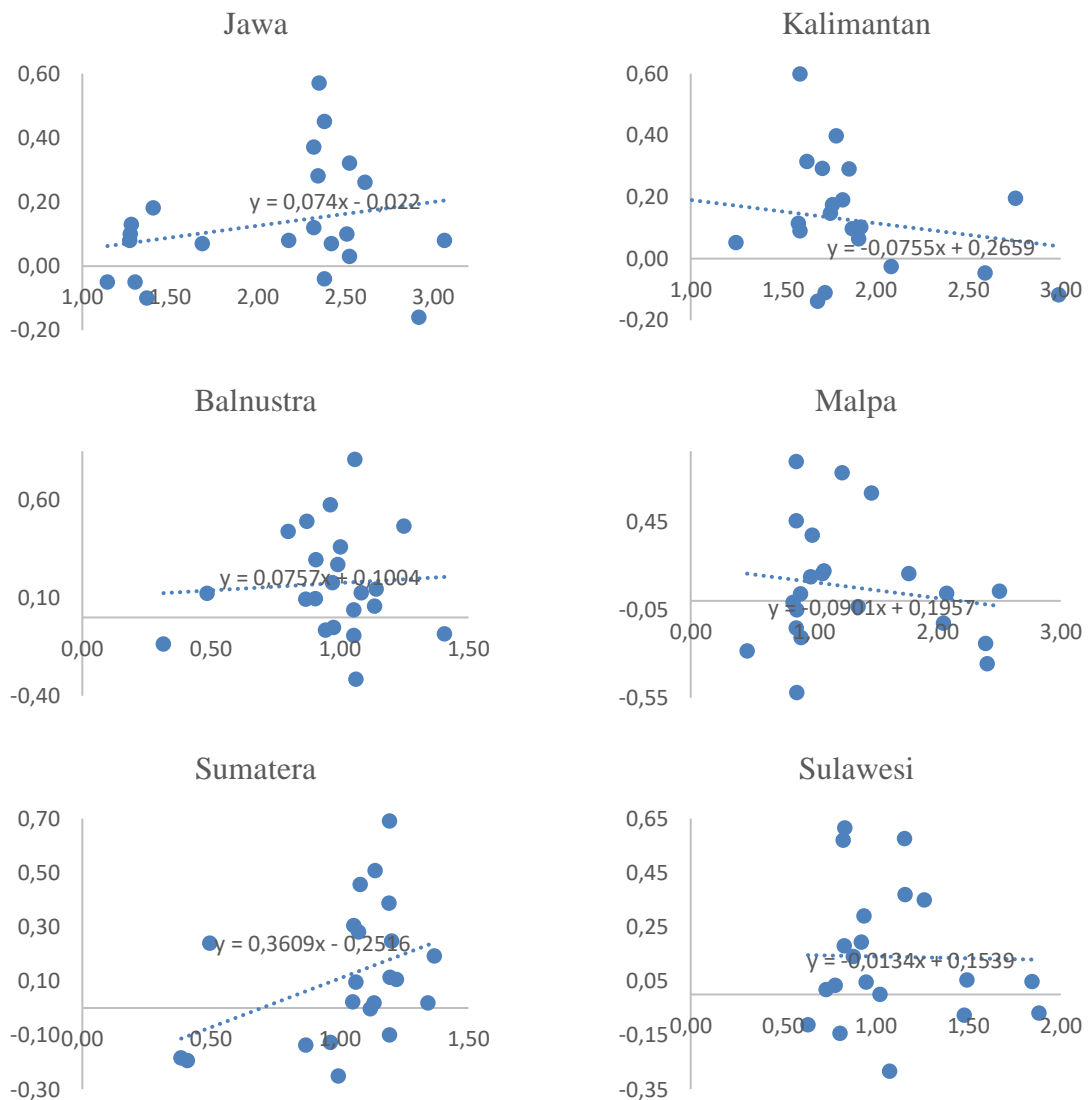 Jawa
0,60
0,40
0,20
0,00
-0,20
1,00 1,50 2,00 2,50 3,00
y = 0,074x - 0,022
Kalimantan
0,60
0,40
0,20
0,00
-0,20
1,00 1,50 2,00 2,50 3,00
y = -0,0755x + 0,2659
Balnustra
0,60
0,10
-0,40
0,00 0,50 1,00 1,50
y = 0,0757x + 0,1004
Malpa
0,45
-0,05
-0,55
0,00 1,00 2,00 3,00
+ 0,1957
Sumatera
0,70
0,50
0,30
0,10
-0,10
-0,30
0,00 0,50 1,00 1,50
y = 0,3609x - 0,2516
Sulawesi
0,65
0,45
0,25
0,05
-0,15
-0,35
0,00 0,50 1,00 1,50 2,00
y = -0,0134x + 0,1539